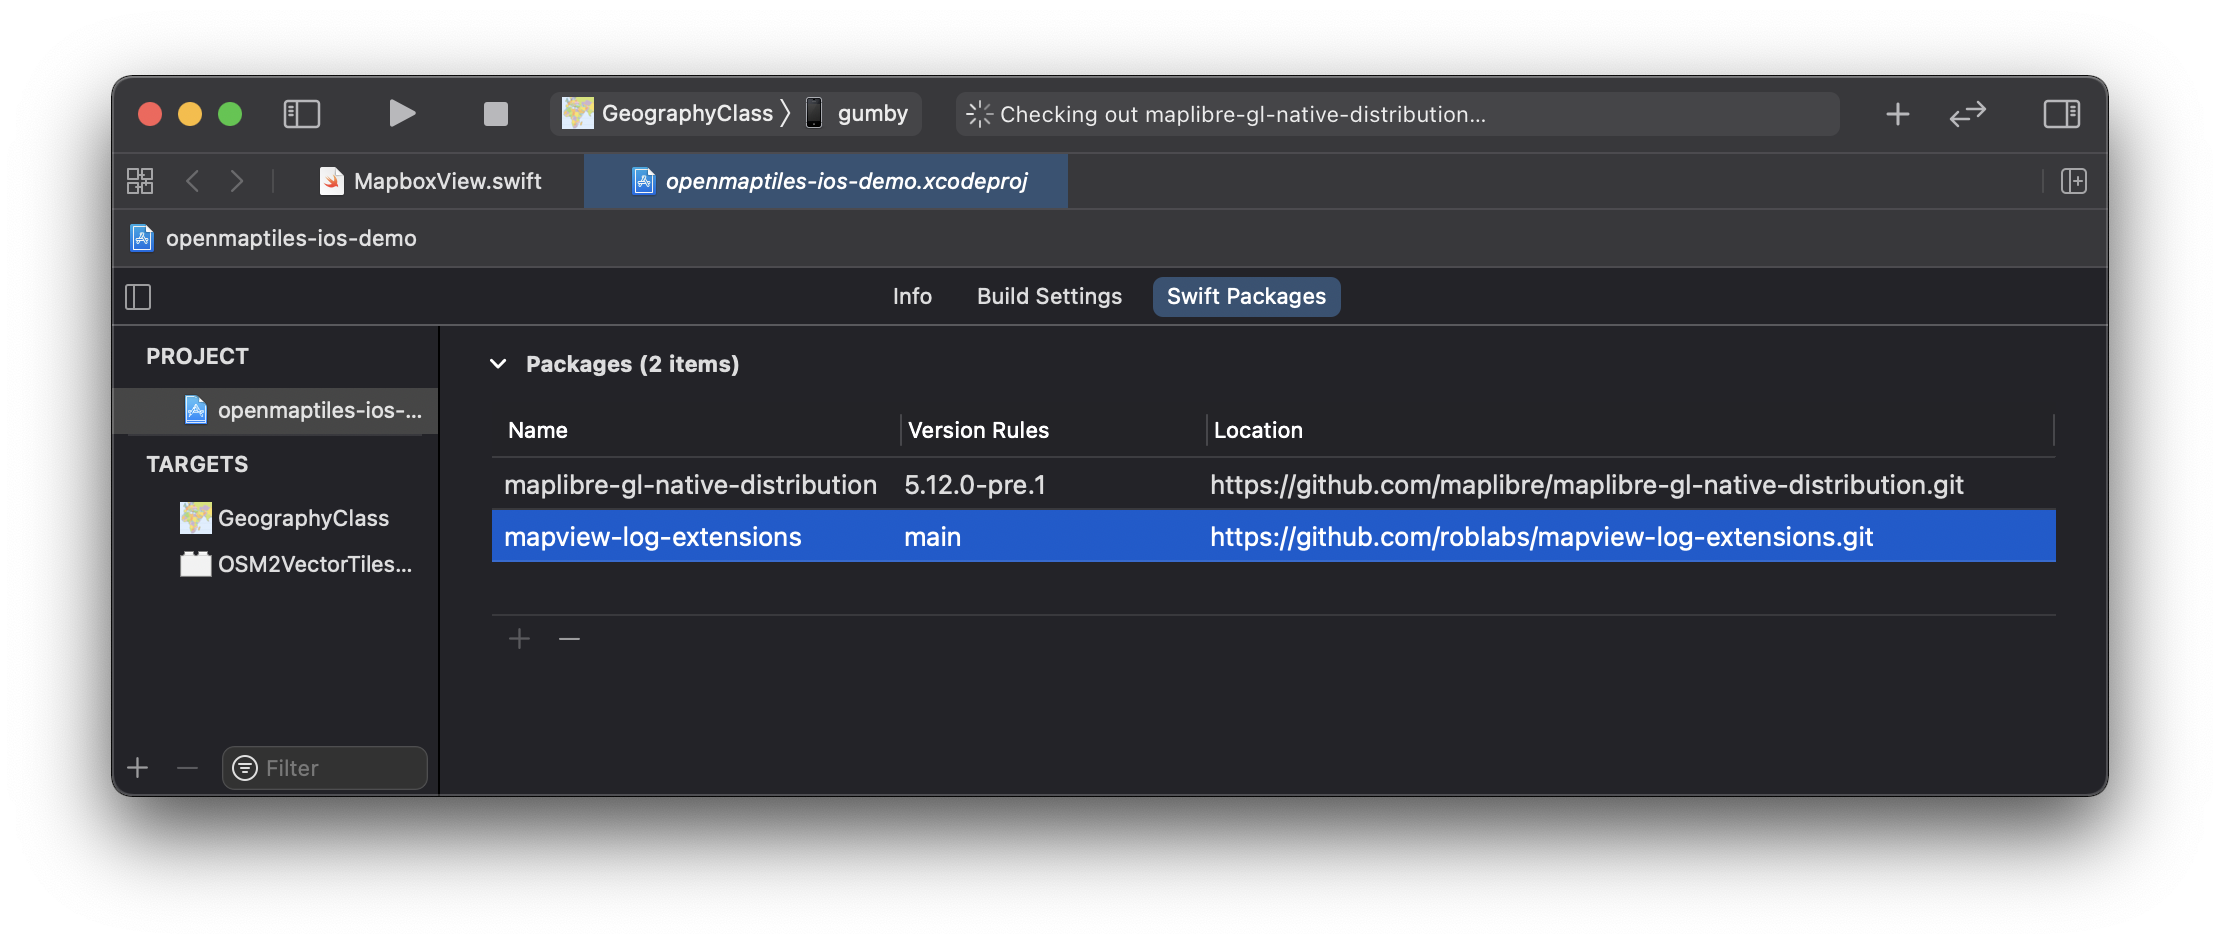 GeographyClass 〉 gumby
Checking out maplibre-gl-native-distribution...
MapboxView.swift
openmaptiles-ios-demo.xcodeproj
openmaptiles-ios-demo
Info Build Settings Swift Packages
PROJECT
openmaptiles-ios-...
TARGETS
GeographyClass
OSM2VectorTiles...
Filter
Packages (2 items)
Name Version Rules Location
maplibre-gl-native-distribution 5.12.0-pre.1 https://github.com/maplibre/maplibre-gl-native-distribution.git
mapview-log-extensions main https://github.com/roblabs/mapview-log-extensions.git